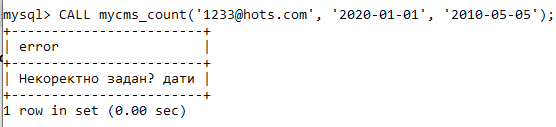 mysql> CALL mycms_count('1233@hots.com', '2020-01-01', '2010-05-05');
+-----------------------+
| error                 |
+-----------------------+
| Некоректно задан? дати |
+-----------------------+
1 row in set (0.00 sec)